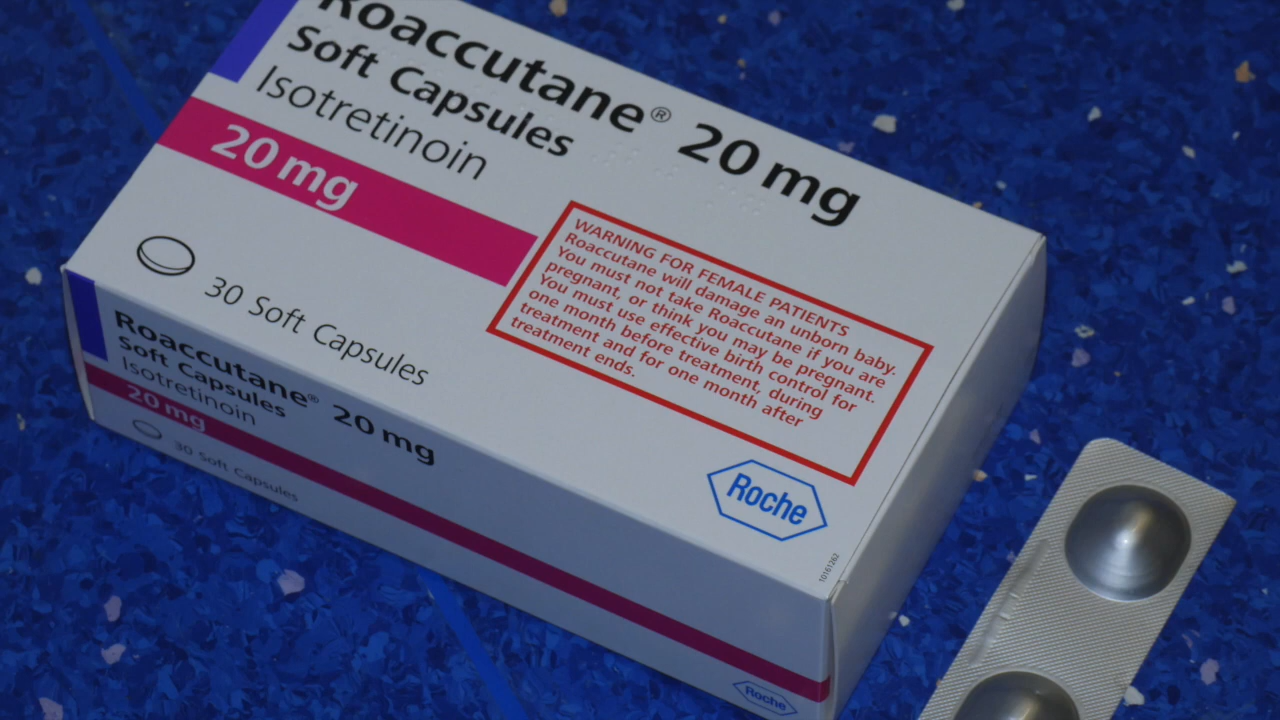 Roaccutane® 20 mg
Soft Capsules
Isotretinoin
20 mg
30 Soft Capsules
WARNING FOR FEMALE PATIENTS
Roaccutane will damage an unborn baby.
You must not take Roaccutane if you are
pregnant, or think you may be pregnant.
You must use effective birth control for
one month before treatment, during
treatment and for one month after
treatment ends.
Roche
10161262
Roaccutane® 20 mg
Soft Capsules
Isotretinoin
20 mg
30 Soft Capsules
Roche